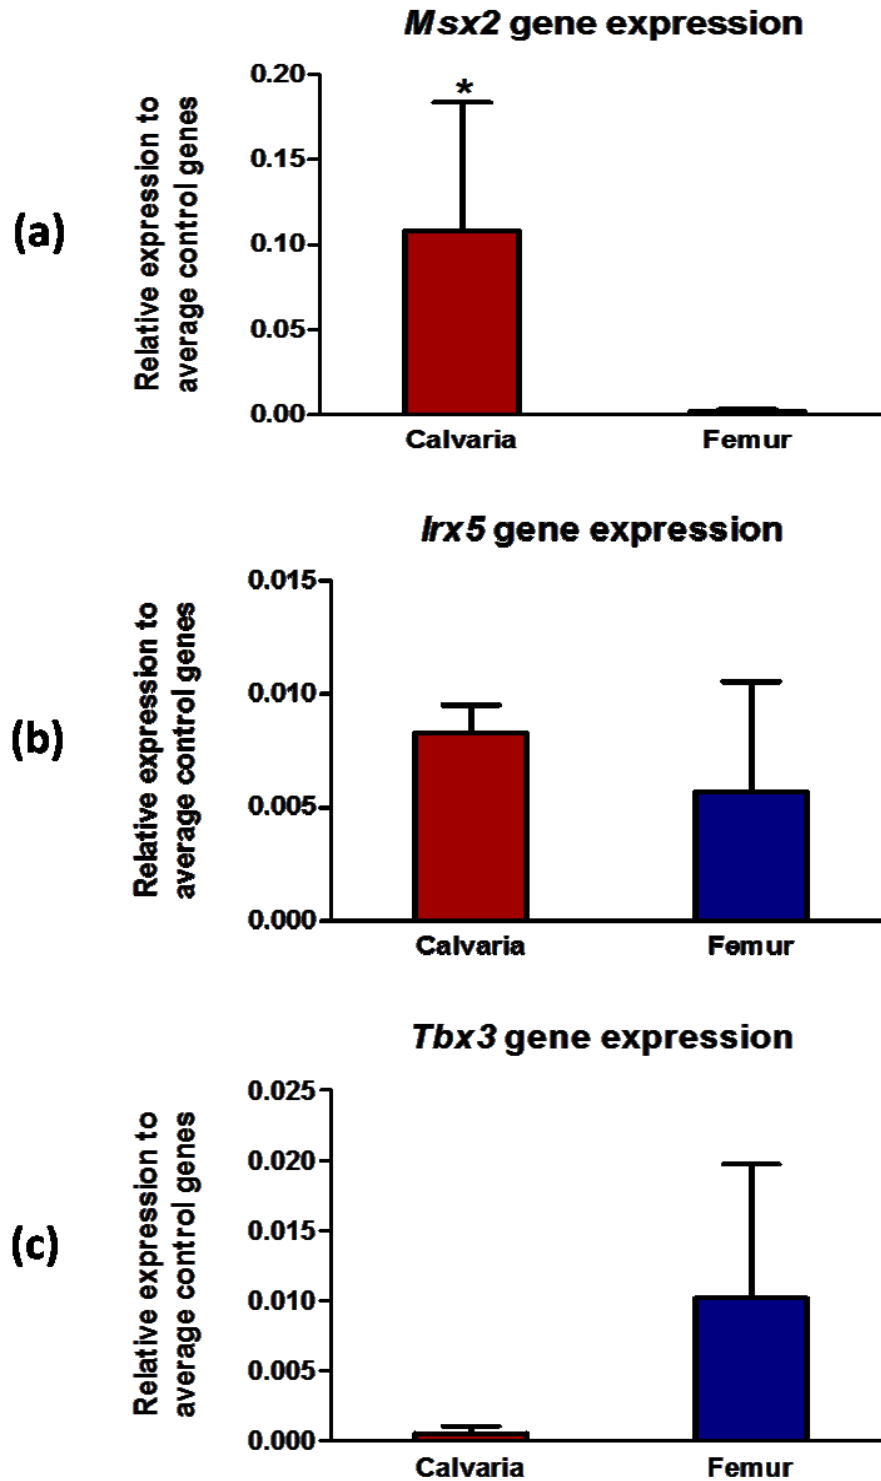 Msx2 gene expression
(a)
Relative expression to
average control genes
0.20
0.15
0.10
0.05
0.00
*
Calvaria Femur
Irx5 gene expression
(b)
Relative expression to
average control genes
0.015
0.010
0.005
0.000
Calvaria Femur
Tbx3 gene expression
(c)
Relative expression to
average control genes
0.025
0.020
0.015
0.010
0.005
0.000
Calvaria Femur